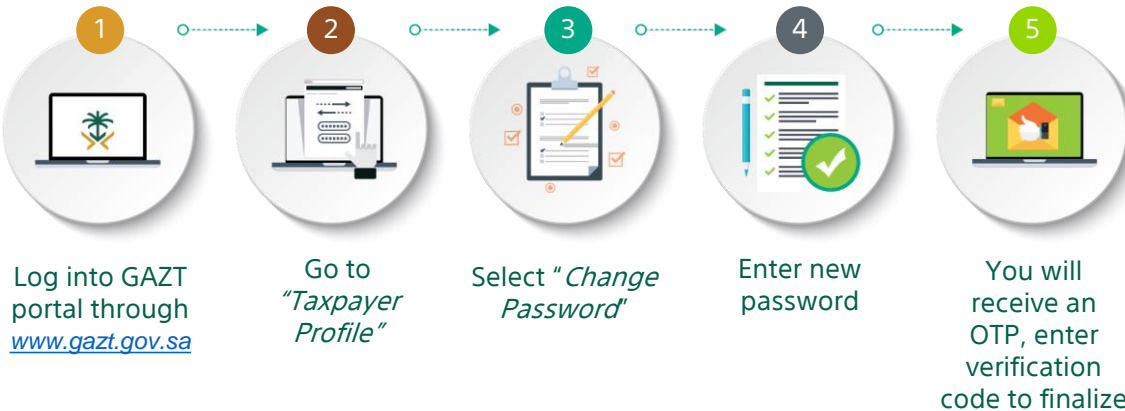 1
2
3
4
5
Log into GAZT
portal through
www.gazt.gov.sa
Go to
“Taxpayer
Profile”
Select “Change
Password”
Enter new
password
You will
receive an
OTP, enter
verification
code to finalize